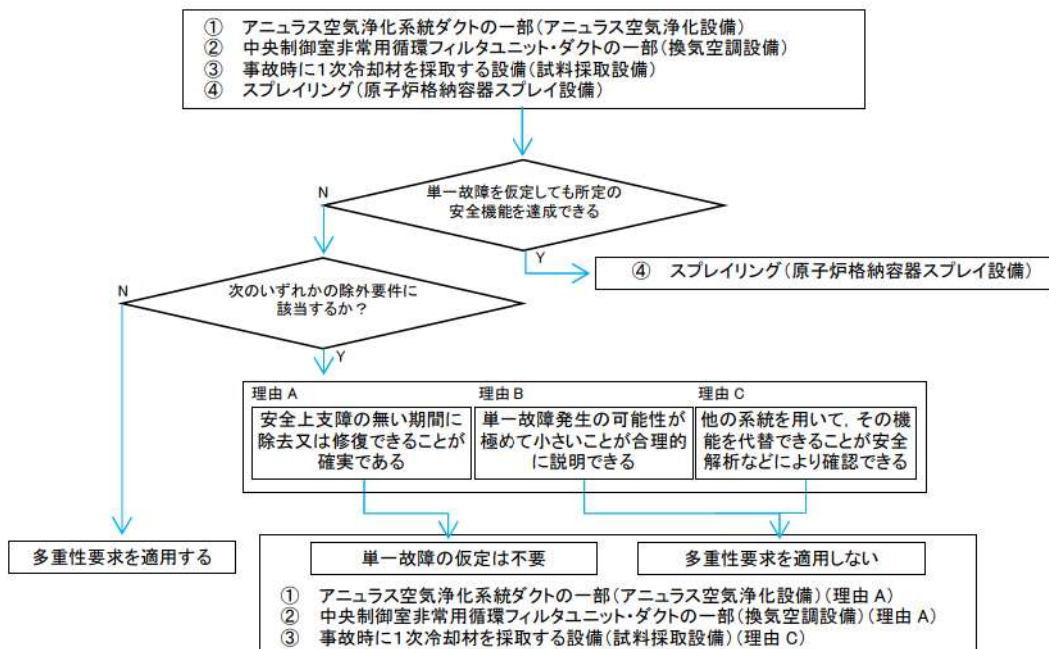 ① アニュラス空気浄化系統ダクトの一部(アニュラス空気浄化設備)
② 中央制御室非常用循環フィルタユニット・ダクトの一部(換気空調設備)
③ 事故時に1次冷却材を採取する設備(試料採取設備)
④ スプレイリング(原子炉格納容器スプレイ設備)
N
単一故障を仮定しても所定の
安全機能を達成できる
Y
④ スプレイリング(原子炉格納容器スプレイ設備)
N
次のいずれかの除外要件に
該当するか?
Y
理由 A
安全上支障の無い期間に
除去又は修復できることが
確実である
理由 B
単一故障発生の可能性が
極めて小さいことが合理的
に説明できる
理由 C
他の系統を用いて,その機
能を代替できることが安全
解析などにより確認できる
多重性要求を適用する
単一故障の仮定は不要
多重性要求を適用しない
① アニュラス空気浄化系統ダクトの一部(アニュラス空気浄化設備)(理由 A)
② 中央制御室非常用循環フィルタユニット・ダクトの一部(換気空調設備)(理由 A)
③ 事故時に1次冷却材を採取する設備(試料採取設備)(理由 C)